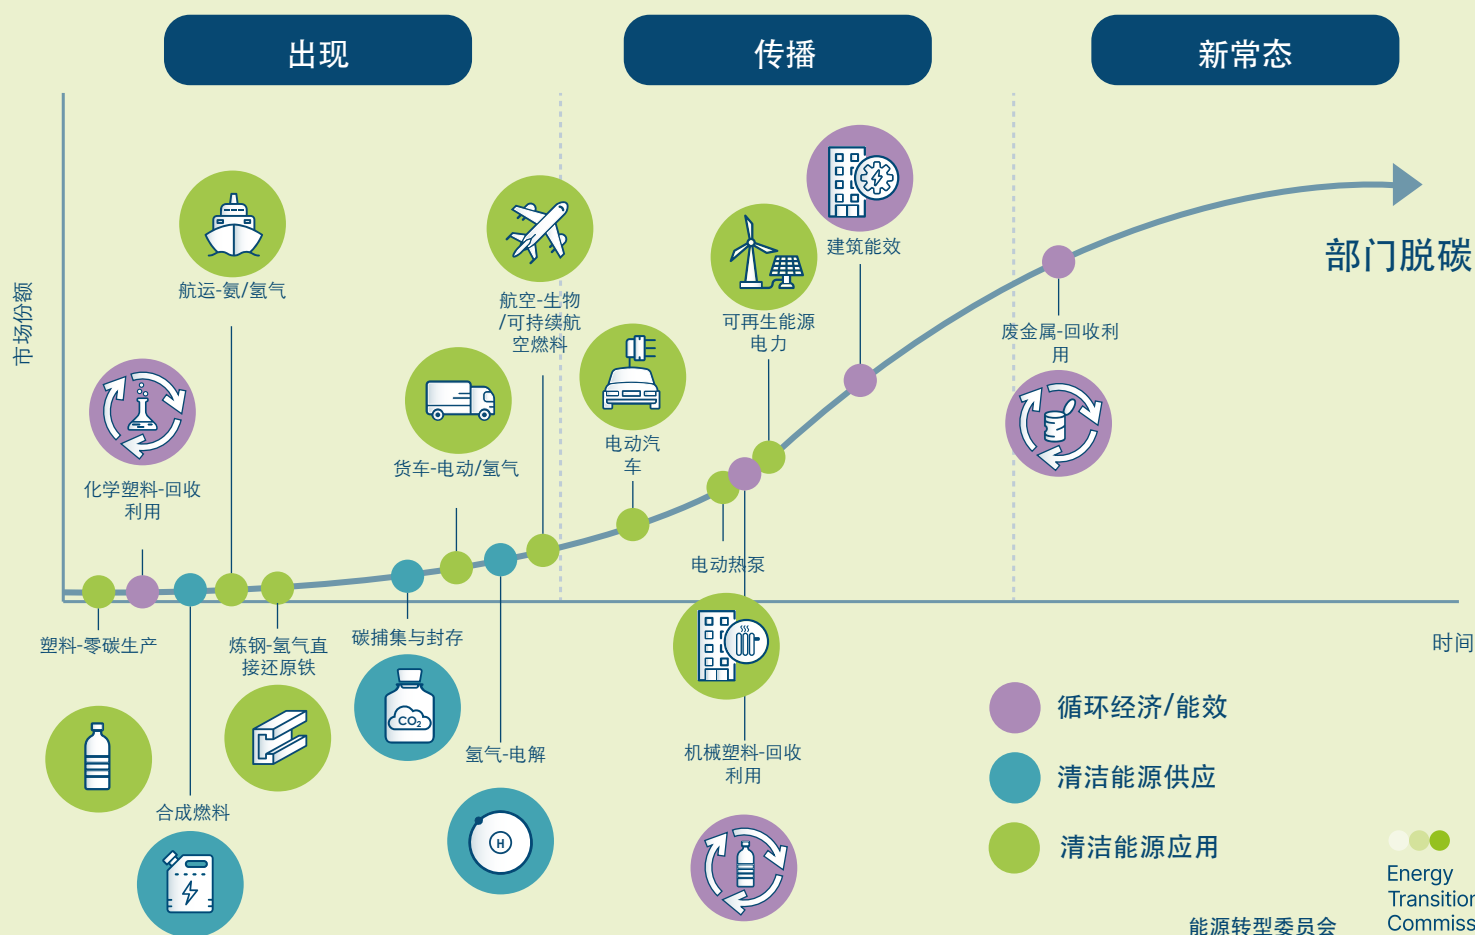 出现
传播
新常态
市场份额
航运-氨/氢气
化学塑料-回收
利用
货车-电动/氢气
航空-生物
/可持续航
空燃料
电动汽
车
可再生能源
电力
建筑能效
部门脱碳
废金属-回收利
用
电动热泵
塑料-零碳生产
炼钢-氢气直
接还原铁
碳捕集与封存
CO2
氢气-电解
H
合成燃料
机械塑料-回收
利用
时间
循环经济/能效
清洁能源供应
清洁能源应用
Energy
Transition
Commiss
能源转型委员会